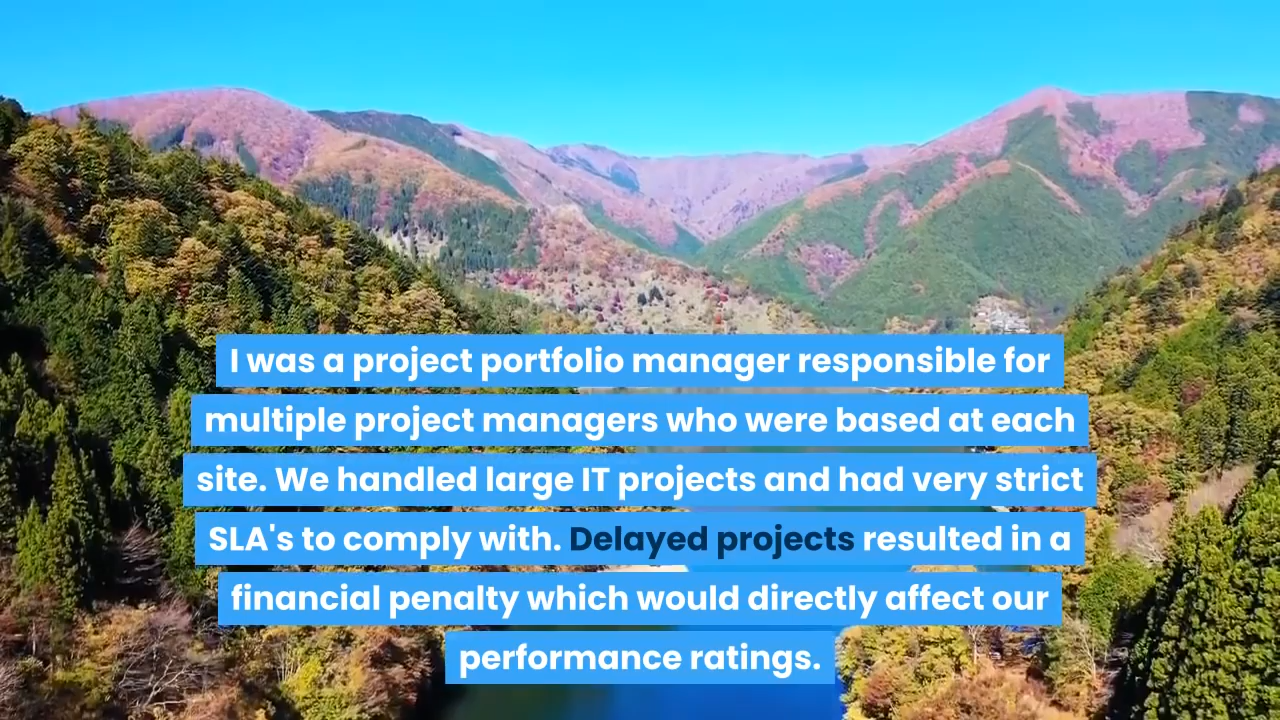 I was a project portfolio manager responsible for
multiple project managers who were based at each
site. We handled large IT projects and had very strict
SLA's to comply with. Delayed projects resulted in a
financial penalty which would directly affect our
performance ratings.